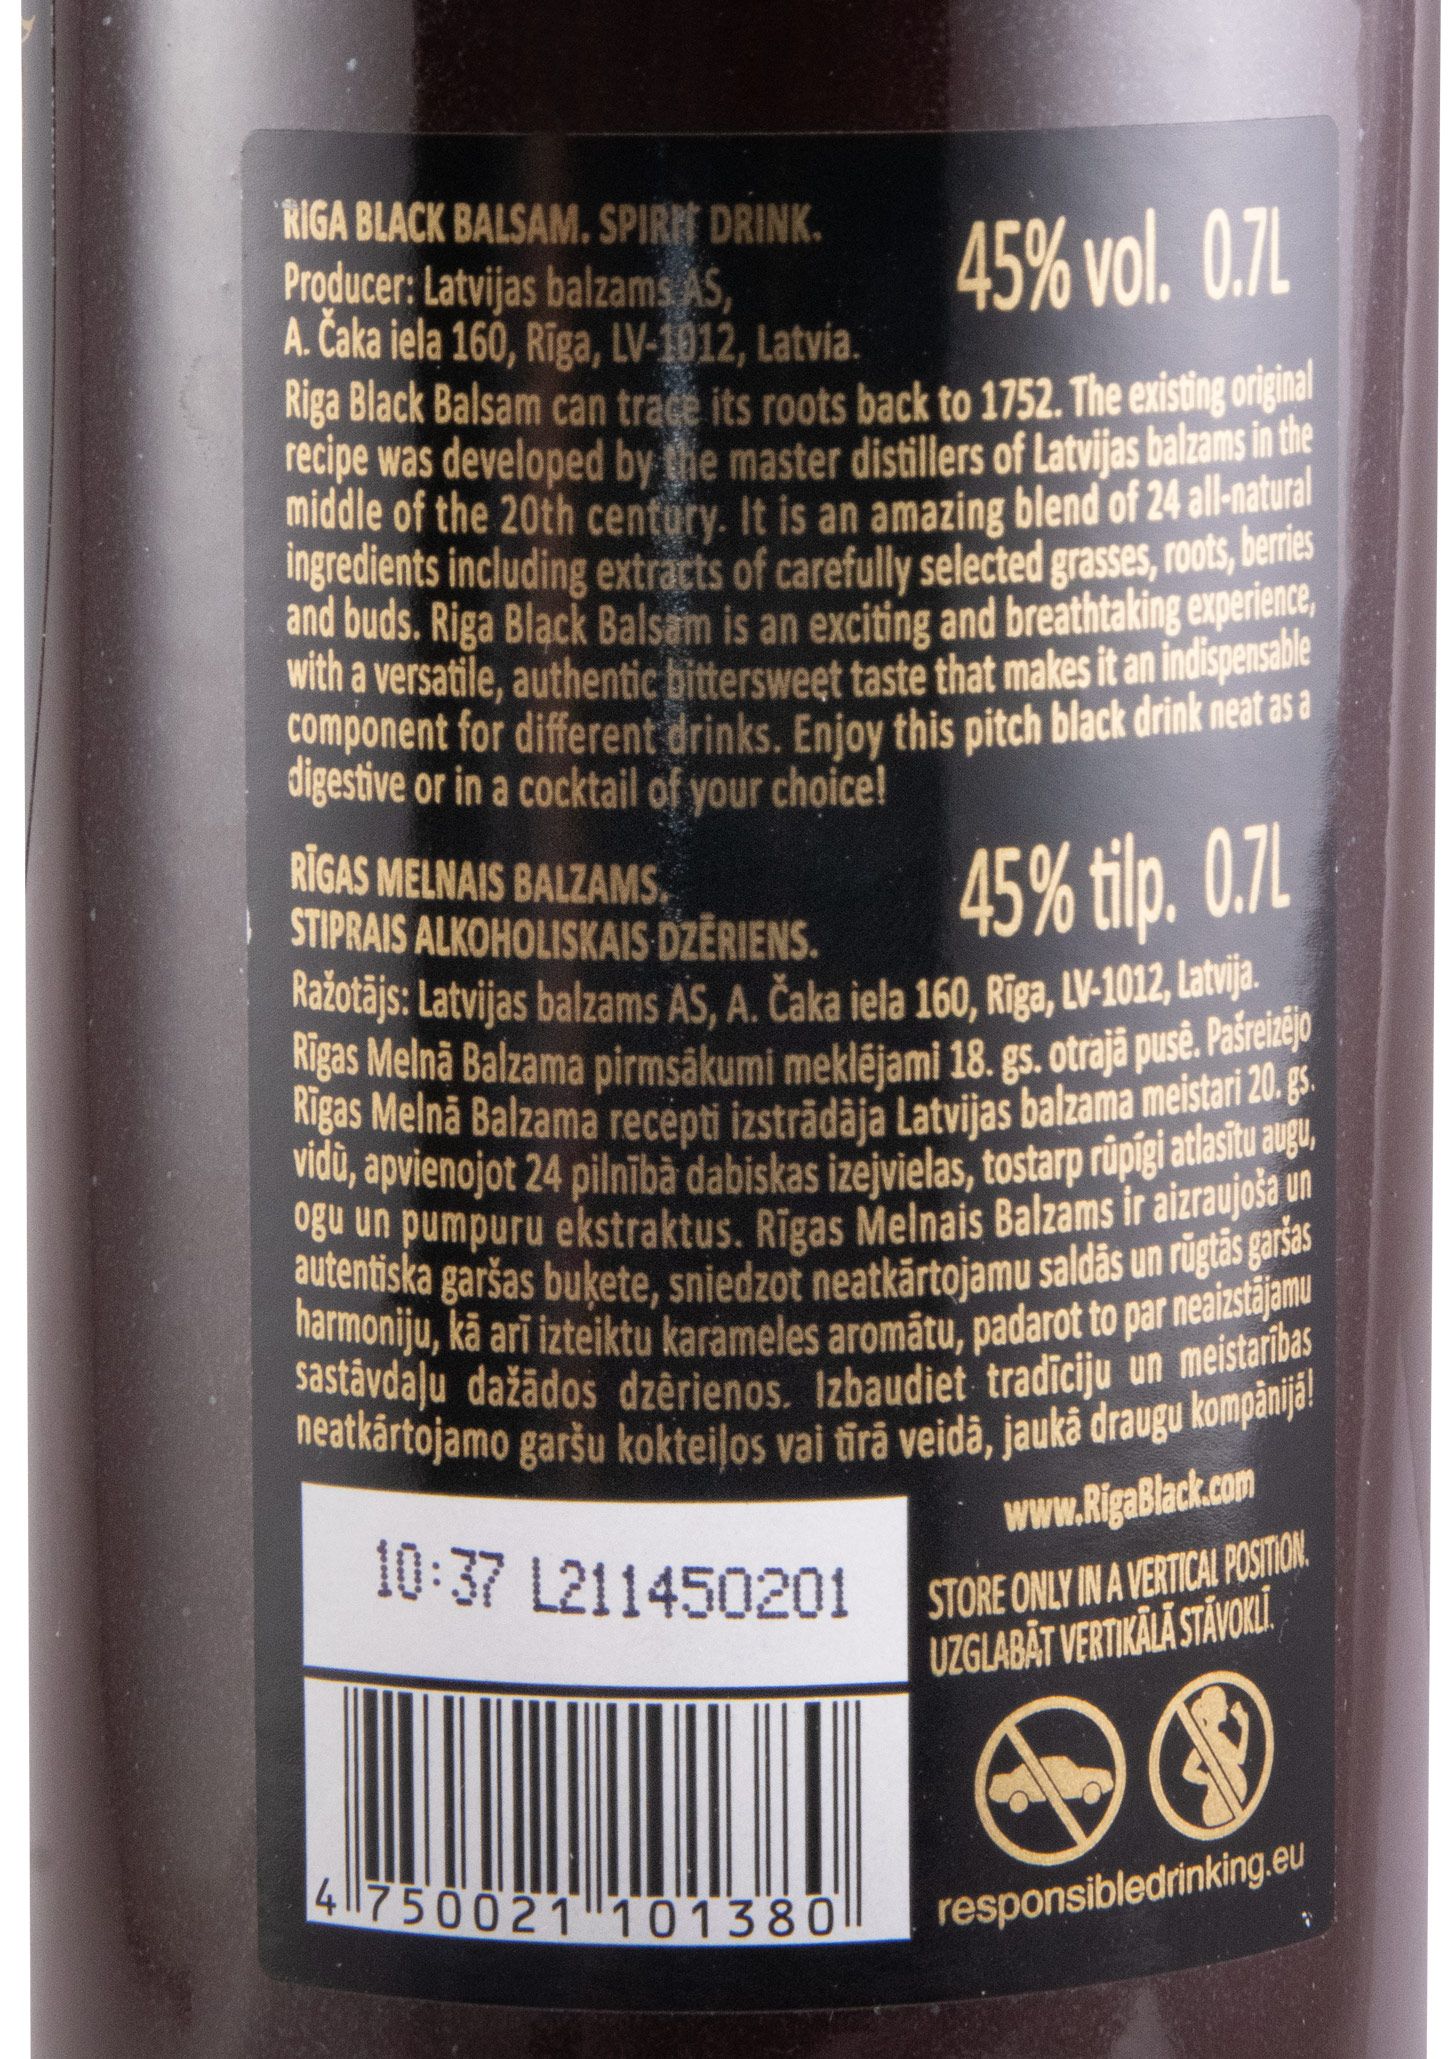 RIGA BLACK BALSAM. SPIRIT DRINK.
45% vol. 0.7L
Producer: Latvijas balzams AS,
A. Čaka iela 160, Rīga, LV-1012, Latvia.
Riga Black Balsam can trace its roots back to 1752. The existing original
recipe was developed by the master distillers of Latvijas balzams in the
middle of the 20th century. It is an amazing blend of 24 all-natural
ingredients including extracts of carefully selected grasses, roots, berries
and buds. Riga Black Balsam is an exciting and breathtaking experience,
with a versatile, authentic bittersweet taste that makes it an indispensable
component for different drinks. Enjoy this pitch black drink neat as a
digestive or in a cocktail of your choice!
RĪGAS MELNAIS BALZAMS.
STIPRAIS ALKOHOLISKAIS DZĒRIENS.
45% tilp. 0.7L
Ražotājs: Latvijas balzams AS, A. Čaka iela 160, Rīga, LV-1012, Latvija.
Rīgas Melnā Balzama pirmsākumi meklējami 18. gs. otrajā pusē. Pašreizējo
Rīgas Melnā Balzama recepti izstrādāja Latvijas balzama meistari 20. gs.
vidū, apvienojot 24 pilnībā dabiskas izejvielas, tostarp rūpīgi atlasītu augu,
ogu un pumpuru ekstraktus. Rīgas Melnais Balzams ir aizraujoša un
autentiska garšas buķete, sniedzot neatkārtojamu saldās un rūgtās garšas
harmoniju, kā arī izteiktu karameles aromātu, padarot to par neaizstājamu
sastāvdaļu dažādos dzērienos. Izbaudiet tradīciju un meistarības
neatkārtojamo garšu kokteiļos vai tīrā veidā, jaukā draugu kompānijā!
www.RigaBlack.com
10:37 L211450201
STORE ONLY IN A VERTICAL POSITION.
UZGLABĀT VERTIKĀLĀ STĀVOKLĪ.
4 750021 101380
responsibledrinking.eu